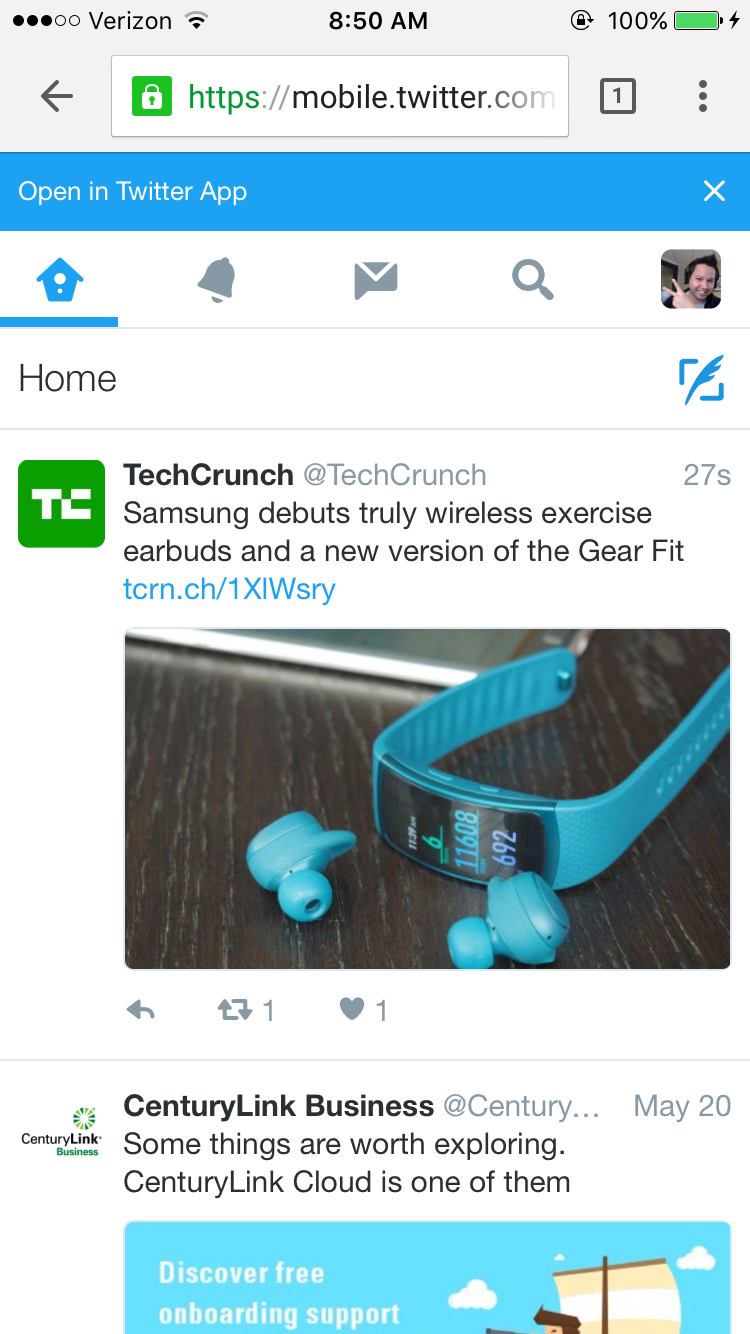 Verizon 8:50 AM 100%
https://mobile.twitter.com 1
Open in Twitter App
Home
TechCrunch @TechCrunch 27s
TC
Samsung debuts truly wireless exercise
earbuds and a new version of the Gear Fit
tcrn.ch/1XlWsry
11:39 AM
6
11608
steps
692
1 1
CenturyLink Business @Century... May 20
CenturyLink
Business
Some things are worth exploring.
CenturyLink Cloud is one of them
Discover free
onboarding support